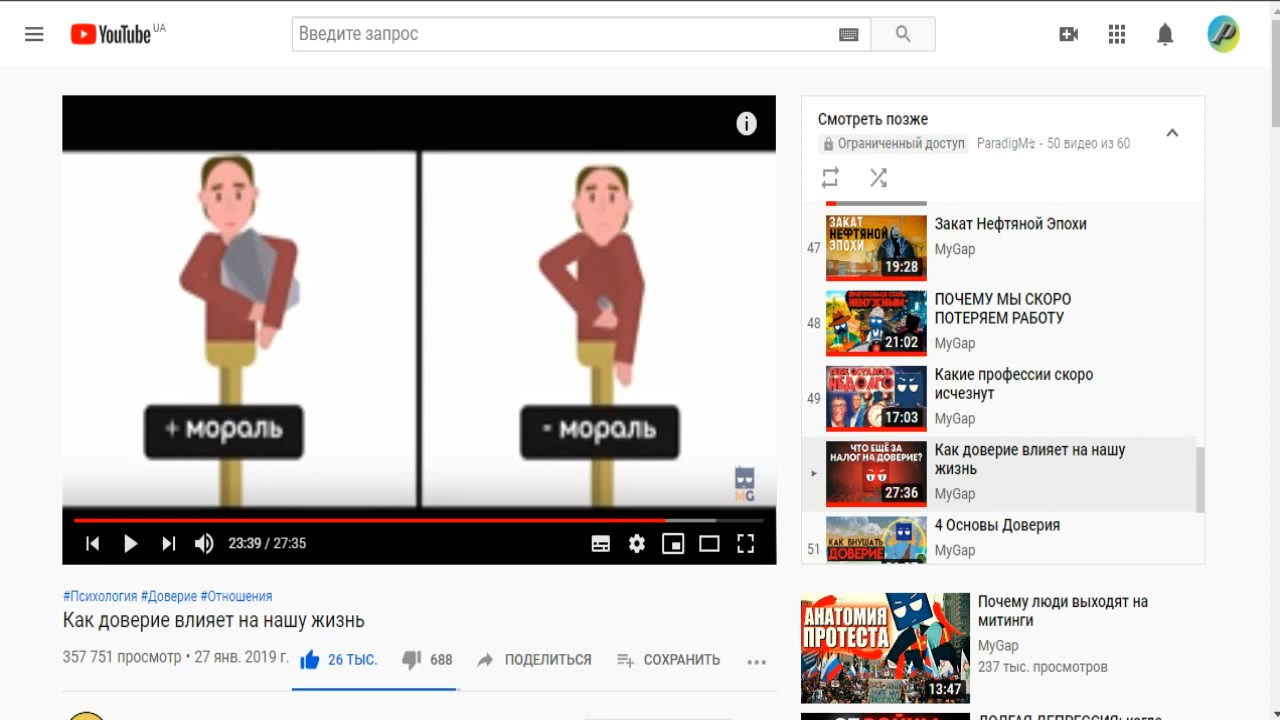 YouTube UA
Введите запрос
+ мораль
- мораль
MG
23:39 / 27:35
#Психология #Доверие #Отношения
Как доверие влияет на нашу жизнь
357 751 просмотр • 27 янв. 2019 г.
26 ТЫС.
688
ПОДЕЛИТЬСЯ
СОХРАНИТЬ
Смотреть позже
Ограниченный доступ
- 50 видео из 60
47
ЗАКАТ
НЕФТЯНОЙ
ЭПОХИ
19:28
Закат Нефтяной Эпохи
MyGap
48
21:02
ПОЧЕМУ МЫ СКОРО
ПОТЕРЯЕМ РАБОТУ
MyGap
49
НЕДОЛГО
17:03
Какие профессии скоро
исчезнут
MyGap
ЧТО ЕЩЁ ЗА
НАЛОГ НА ДОВЕРИЕ?
27:36
Как доверие влияет на нашу
жизнь
MyGap
51
КАК ВНУШАТЬ
ДОВЕРИЕ
4 Основы Доверия
MyGap
АНАТОМИЯ
ПРОТЕСТА
13:47
Почему люди выходят на
митинги
MyGap
237 тыс. просмотров